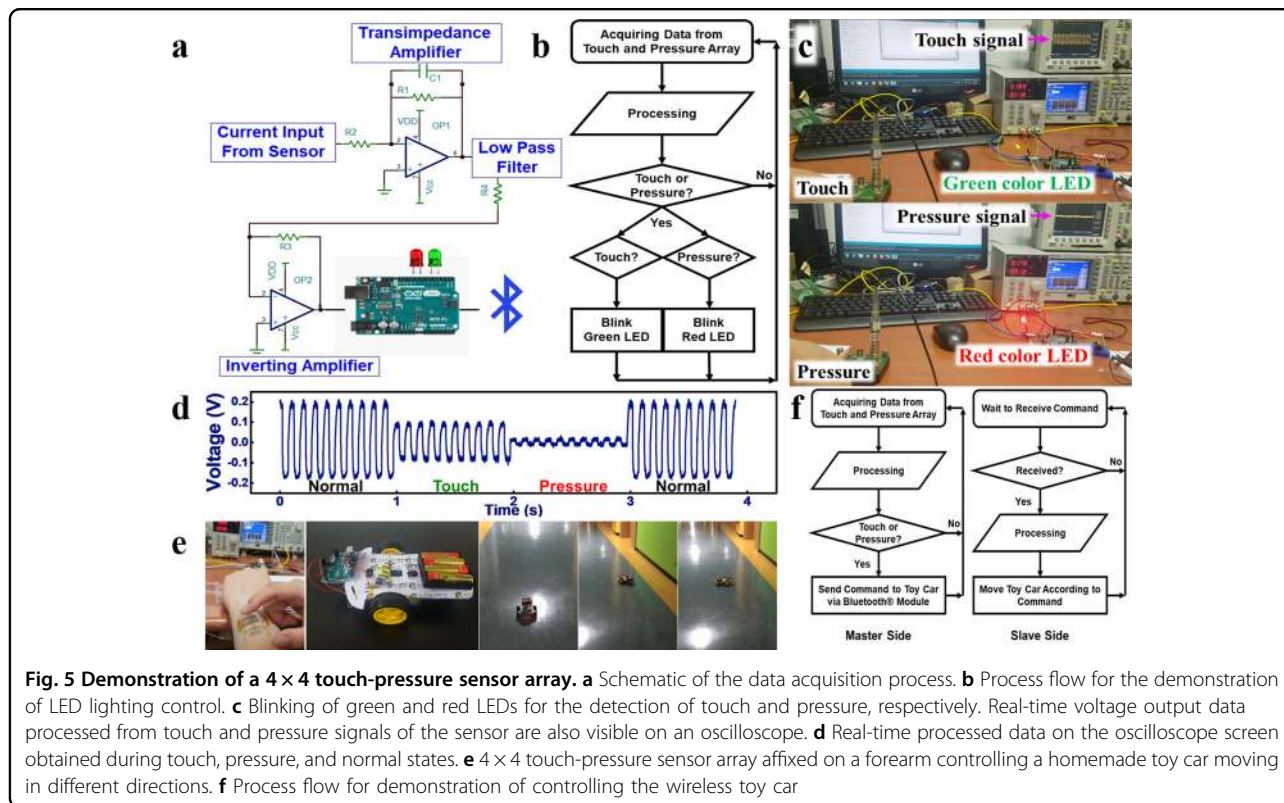 a
Transimpedance
Amplifier
C1
R1
VDD
OP1
R2
2
3
4
6
7
Vcc
Current Input
From Sensor
Low Pass
Filter
R4
R3
VDD
OP2
2
3
Vcc
Inverting Amplifier
b
Acquiring Data from
Touch and Pressure Array
Processing
Touch or
Pressure?
No
Yes
Touch?
Pressure?
Blink
Green LED
Blink
Red LED
c
Touch signal
Touch
Green color LED
Pressure signal
Pressure
Red color LED
d
Voltage (V)
0.2
0.1
0.0
-0.1
-0.2
Normal
Touch
Pressure
Normal
0
1
2
3
4
Time (s)
e
f
Acquiring Data from
Touch and Pressure Array
Processing
Touch or
Pressure?
No
Yes
Send Command to Toy Car
via Bluetooth® Module
Master Side
Wait to Receive Command
Received?
No
Yes
Processing
Move Toy Car According to
Command
Slave Side
Fig. 5 Demonstration of a 4 × 4 touch-pressure sensor array. a Schematic of the data acquisition process. b Process flow for the demonstration
of LED lighting control. c Blinking of green and red LEDs for the detection of touch and pressure, respectively. Real-time voltage output data
processed from touch and pressure signals of the sensor are also visible on an oscilloscope. d Real-time processed data on the oscilloscope screen
obtained during touch, pressure, and normal states. e 4 × 4 touch-pressure sensor array affixed on a forearm controlling a homemade toy car moving
in different directions. f Process flow for demonstration of controlling the wireless toy car